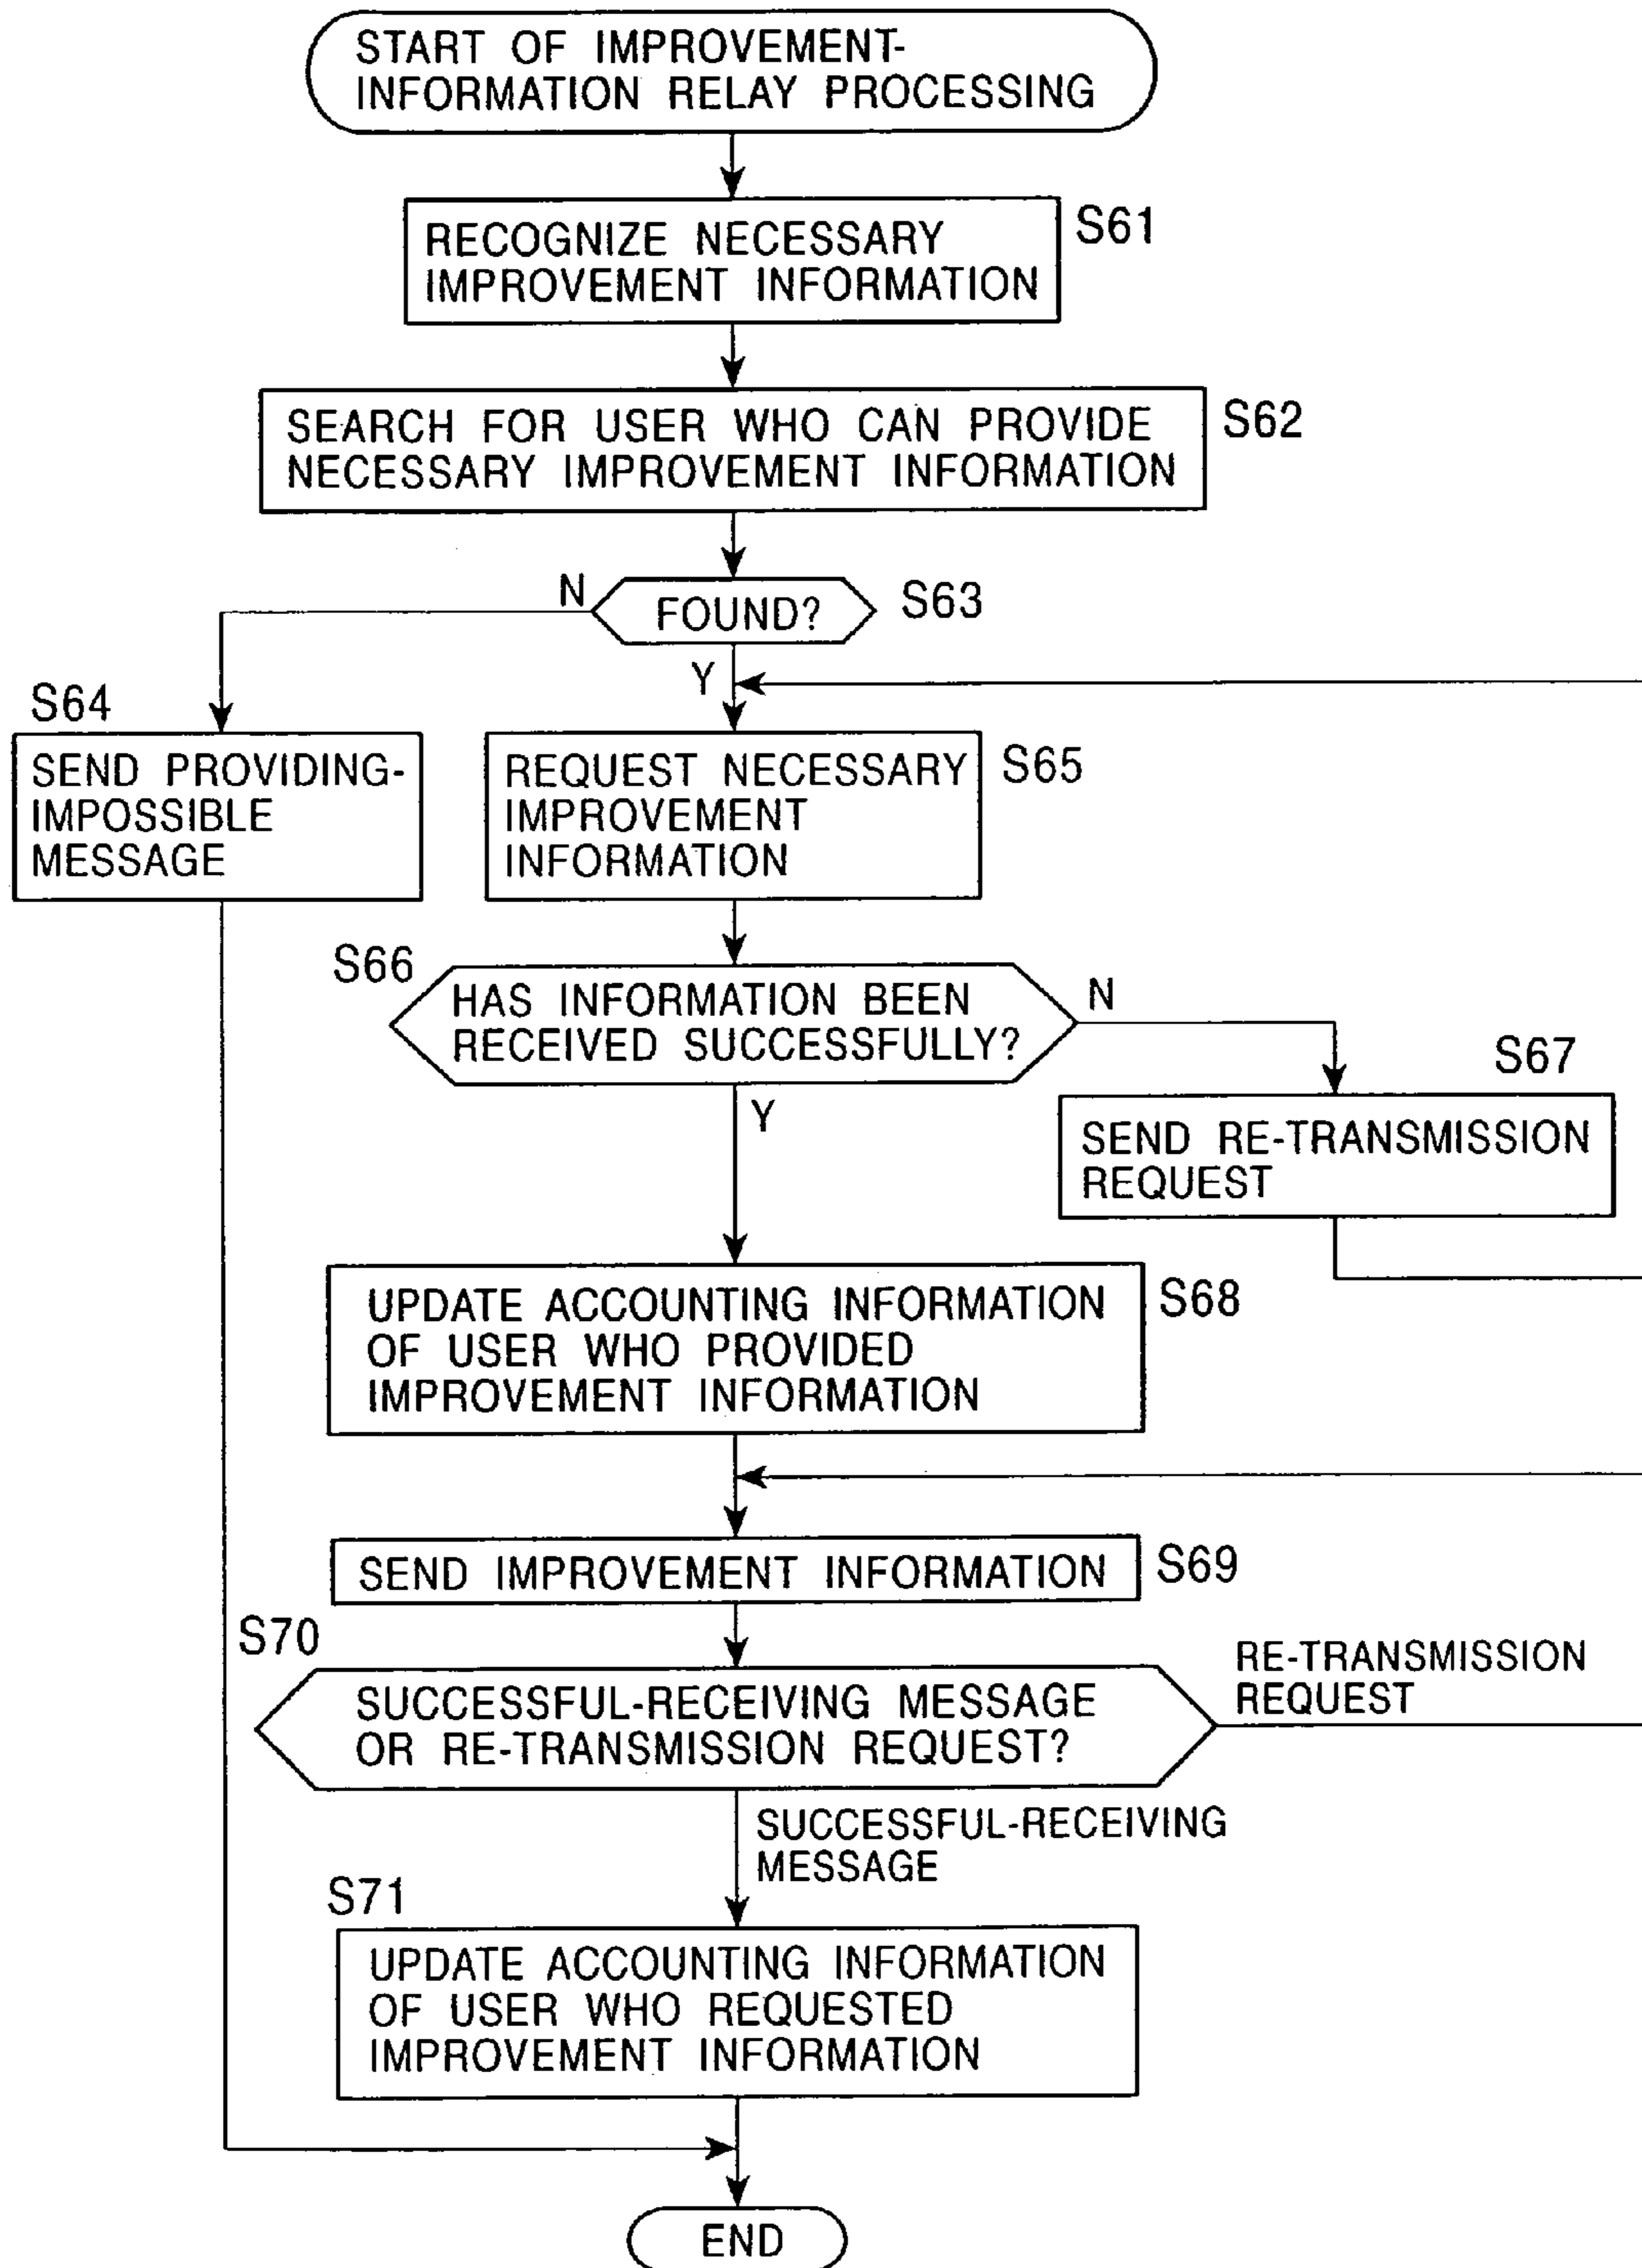 START OF IMPROVEMENT-
INFORMATION RELAY PROCESSING
RECOGNIZE NECESSARY
IMPROVEMENT INFORMATION
S61
SEARCH FOR USER WHO CAN PROVIDE
NECESSARY IMPROVEMENT INFORMATION
S62
N
FOUND?
S63
Y
S64
SEND PROVIDING-
IMPOSSIBLE
MESSAGE
REQUEST NECESSARY
IMPROVEMENT
INFORMATION
S65
S66
HAS INFORMATION BEEN
RECEIVED SUCCESSFULLY?
N
Y
S67
SEND RE-TRANSMISSION
REQUEST
UPDATE ACCOUNTING INFORMATION
OF USER WHO PROVIDED
IMPROVEMENT INFORMATION
S68
SEND IMPROVEMENT INFORMATION
S69
S70
SUCCESSFUL-RECEIVING MESSAGE
OR RE-TRANSMISSION REQUEST?
RE-TRANSMISSION
REQUEST
SUCCESSFUL-RECEIVING
MESSAGE
S71
UPDATE ACCOUNTING INFORMATION
OF USER WHO REQUESTED
IMPROVEMENT INFORMATION
END